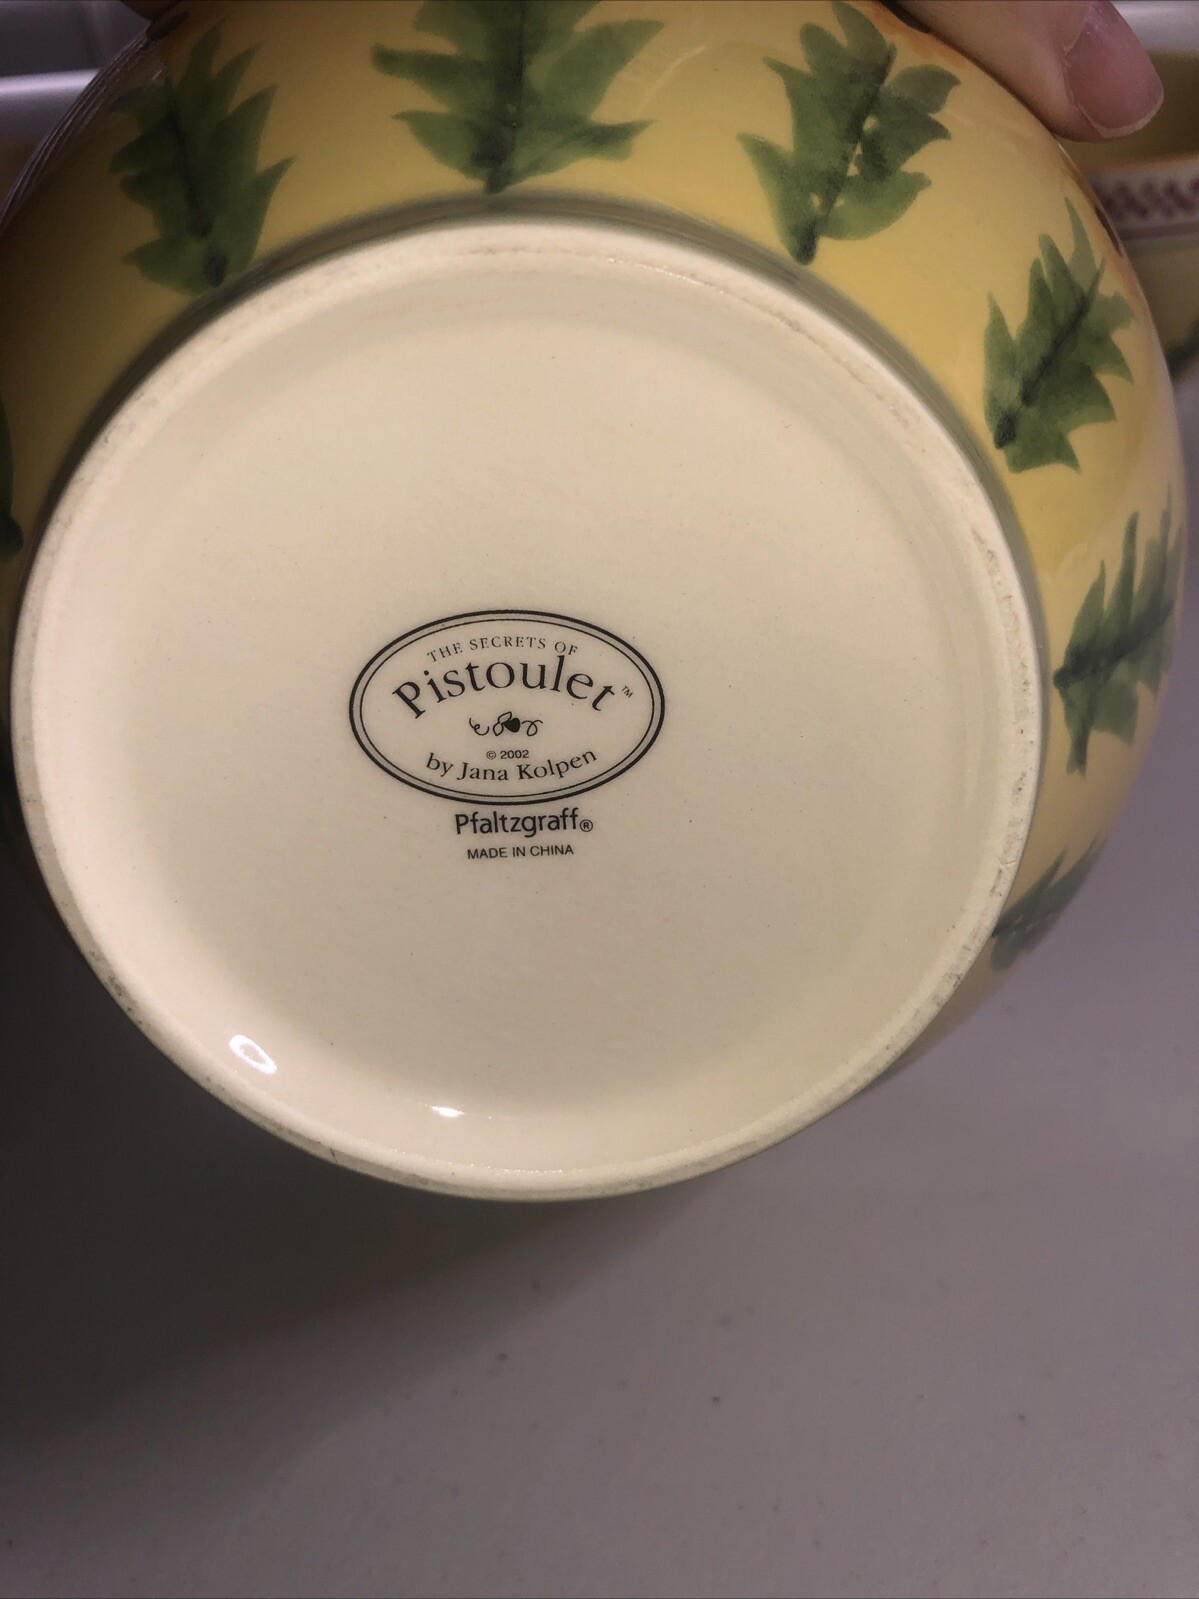 THE SECRETS OF
Pistoulet™
© 2002
by Jana Kolpen
Pfaltzgraff®
MADE IN CHINA